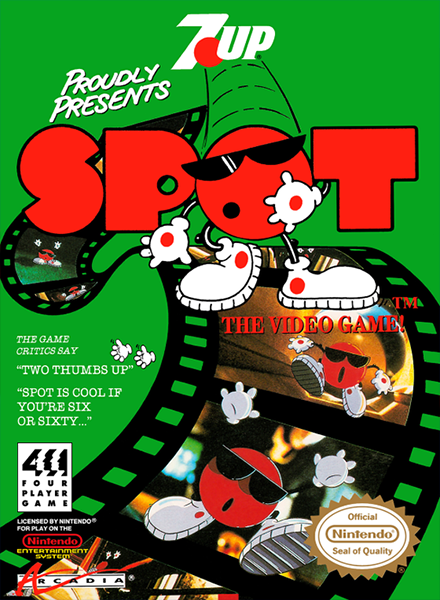 7UP
PROUDLY
PRESENTS
SPOT
TM
THE VIDEO GAME!
THE GAME
CRITICS SAY
"TWO THUMBS UP"
"SPOT IS COOL IF
YOU'RE SIX
OR SIXTY..."
4
FOUR
PLAYER
GAME
LICENSED BY NINTENDO®
FOR PLAY ON THE
Nintendo
ENTERTAINMENT
SYSTEM
ARCADIA
Official
Nintendo
Seal of Quality